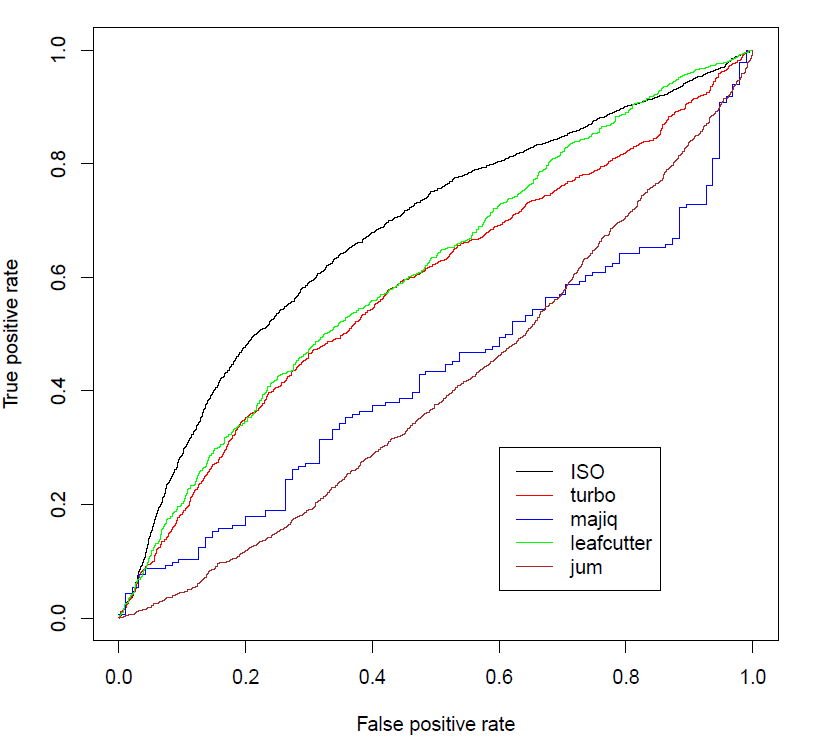 True positive rate
1.0
0.8
0.6
0.4
0.2
0.0
ISO
turbo
majiq
leafcutter
jum
0.0 0.2 0.4 0.6 0.8 1.0
False positive rate